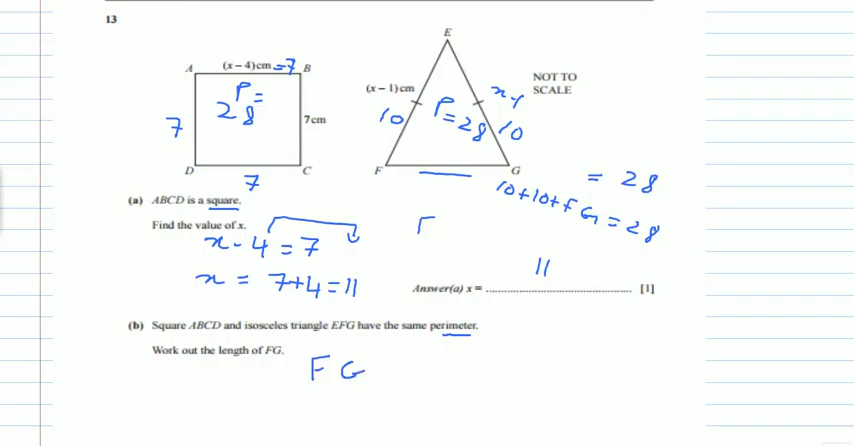 13
A (x – 4) cm = 7 B
P =
28
7
7 cm
D 7 C
E
(x – 1) cm
10
P
= 28
x-1
10
NOT TO
SCALE
F G
= 28
10+10+FG = 28
(a) ABCD is a square.
Find the value of x.
x - 4 = 7
x = 7+4 = 11
11
Answer(a) x = ................................................ [1]
(b) Square ABCD and isosceles triangle EFG have the same perimeter.
Work out the length of FG.
FG